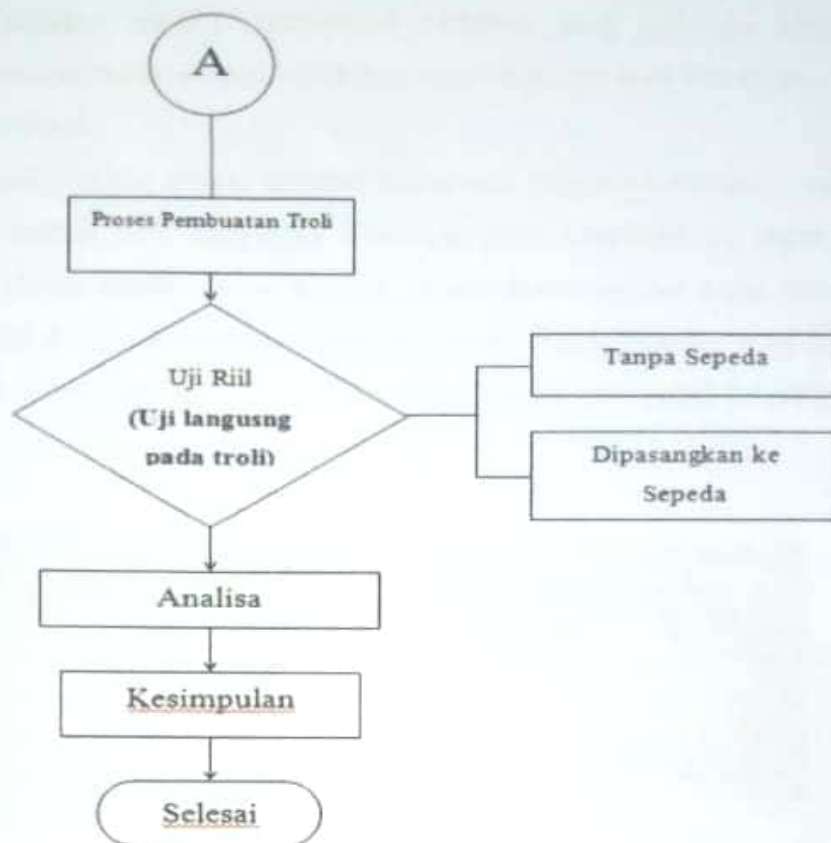 A
Proses Pembuatan Troli
Uji Riil
(Uji langusng
pada troli)
Tanpa Sepeda
Dipasangkan ke
Sepeda
Analisa
Kesimpulan
Selesai